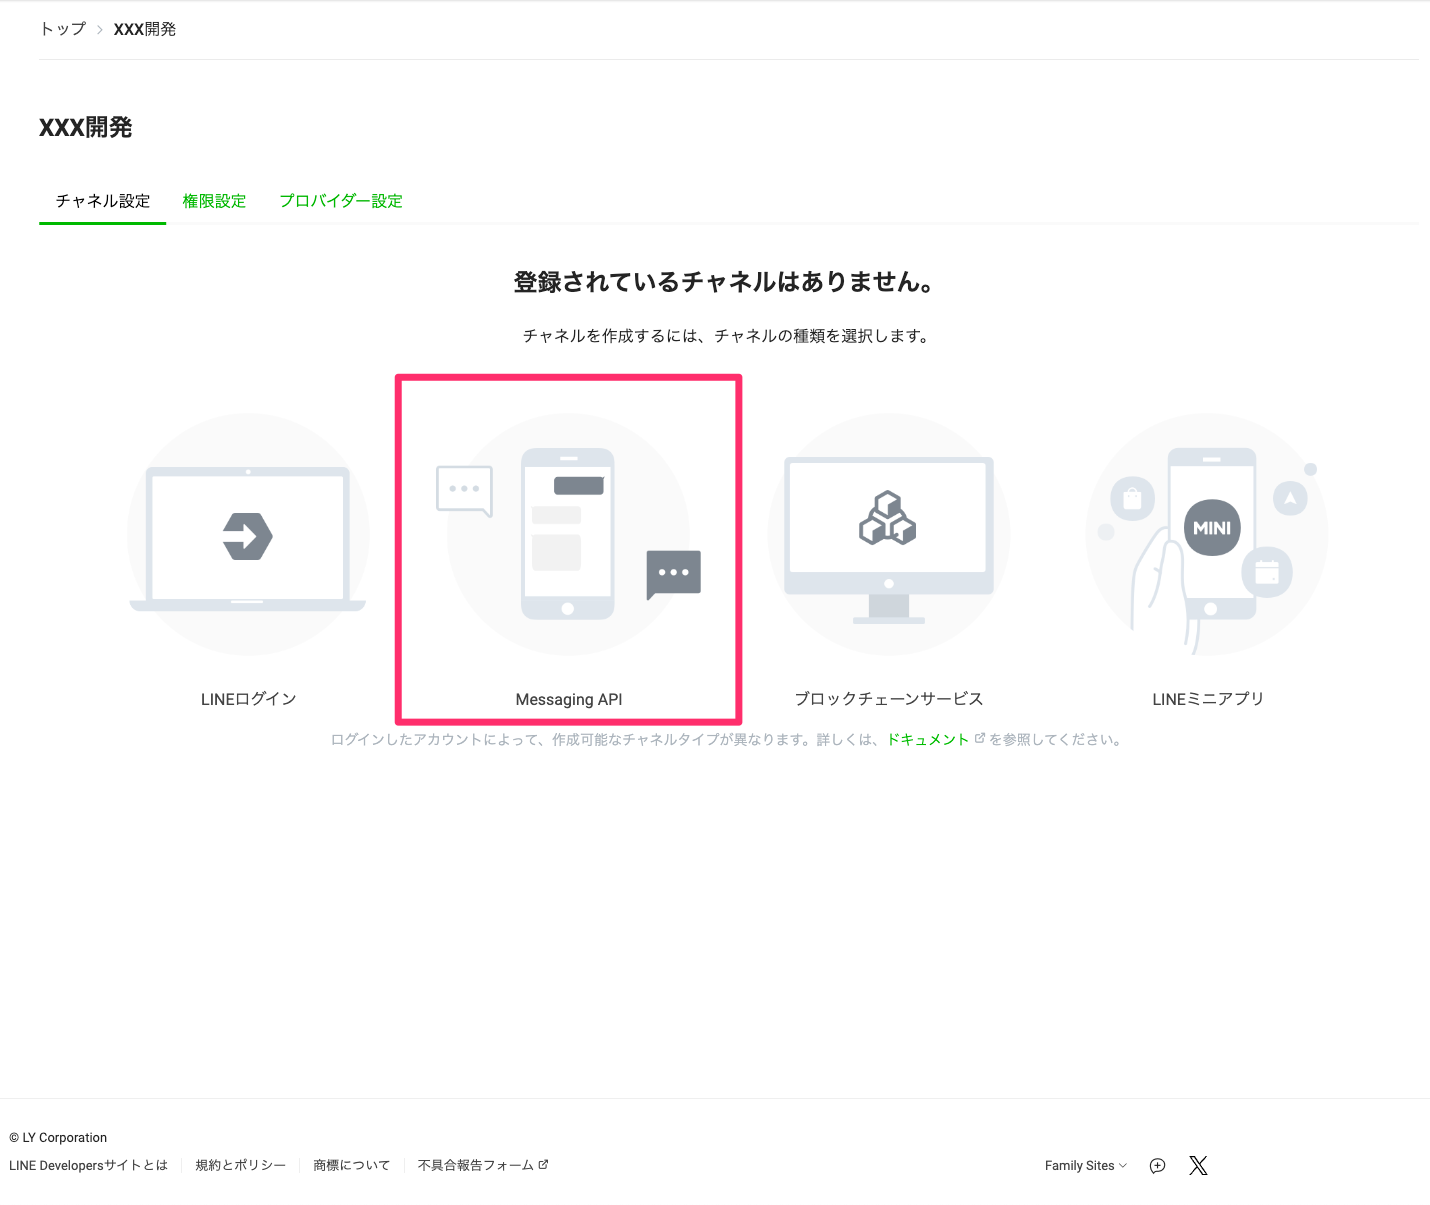 トップ > XXX開発
XXX開発
チャネル設定 権限設定 プロバイダー設定
登録されているチャネルはありません。
チャネルを作成するには、チャネルの種類を選択します。
MINI
LINEログイン Messaging API ブロックチェーンサービス LINEミニアプリ
ログインしたアカウントによって、作成可能なチャネルタイプが異なります。詳しくは、ドキュメント を参照してください。
© LY Corporation
LINE Developersサイトとは 規約とポリシー 商標について 不具合報告フォーム Family Sites